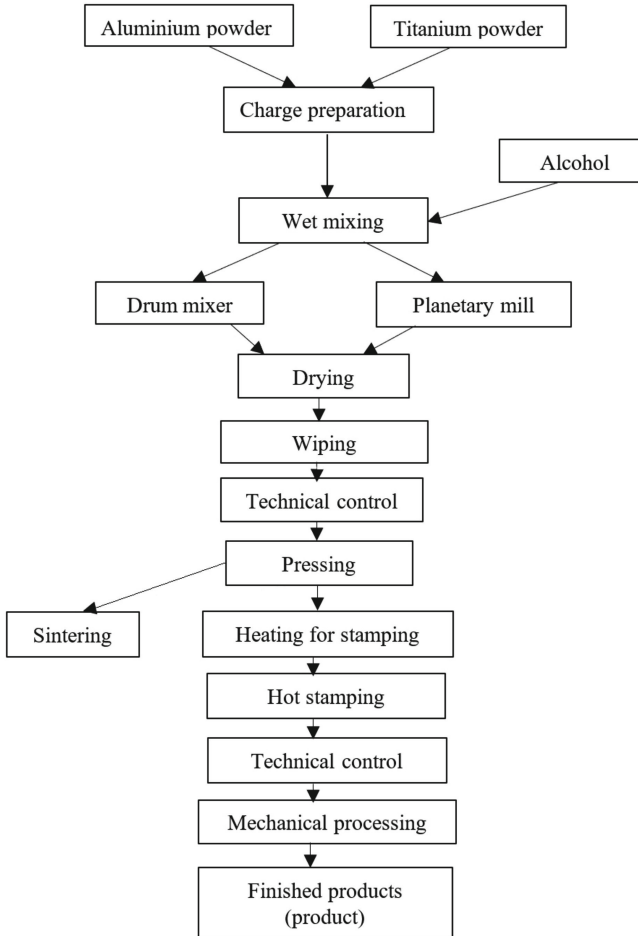 Aluminium powder
Titanium powder
Charge preparation
Alcohol
Wet mixing
Drum mixer
Planetary mill
Drying
Wiping
Technical control
Pressing
Sintering
Heating for stamping
Hot stamping
Technical control
Mechanical processing
Finished products
(product)